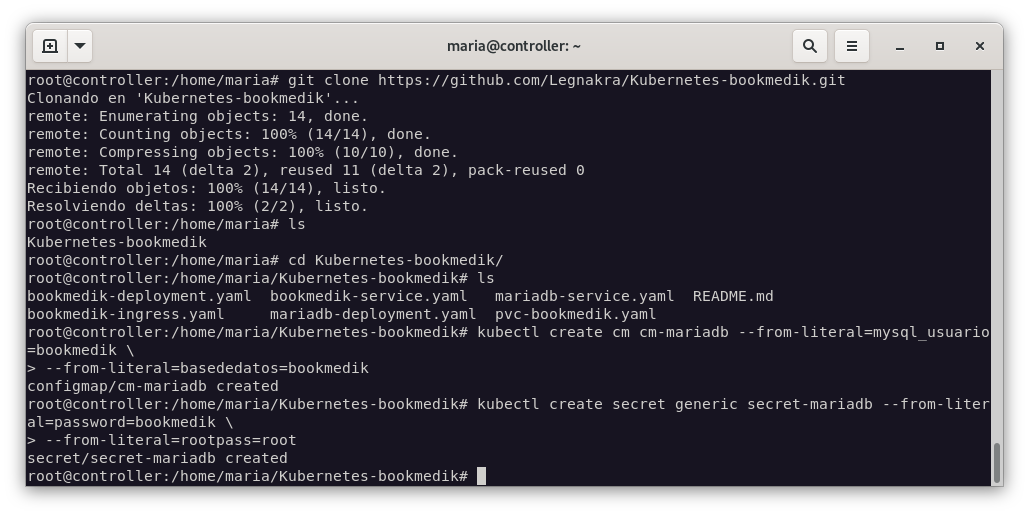 maria@controller: ~
root@controller:/home/maria# git clone https://github.com/Legnakra/Kubernetes-bookmedik.git
Clonando en 'Kubernetes-bookmedik'...
remote: Enumerating objects: 14, done.
remote: Counting objects: 100% (14/14), done.
remote: Compressing objects: 100% (10/10), done.
remote: Total 14 (delta 2), reused 11 (delta 2), pack-reused 0
Recibiendo objetos: 100% (14/14), listo.
Resolviendo deltas: 100% (2/2), listo.
root@controller:/home/maria# ls
Kubernetes-bookmedik
root@controller:/home/maria# cd Kubernetes-bookmedik/
root@controller:/home/maria/Kubernetes-bookmedik# ls
bookmedik-deployment.yaml  bookmedik-service.yaml   mariadb-service.yaml  README.md
bookmedik-ingress.yaml     mariadb-deployment.yaml  pvc-bookmedik.yaml
root@controller:/home/maria/Kubernetes-bookmedik# kubectl create cm cm-mariadb --from-literal=mysql_usuario
=bookmedik \
> --from-literal=basededatos=bookmedik
configmap/cm-mariadb created
root@controller:/home/maria/Kubernetes-bookmedik# kubectl create secret generic secret-mariadb --from-liter
al=password=bookmedik \
> --from-literal=rootpass=root
secret/secret-mariadb created
root@controller:/home/maria/Kubernetes-bookmedik#